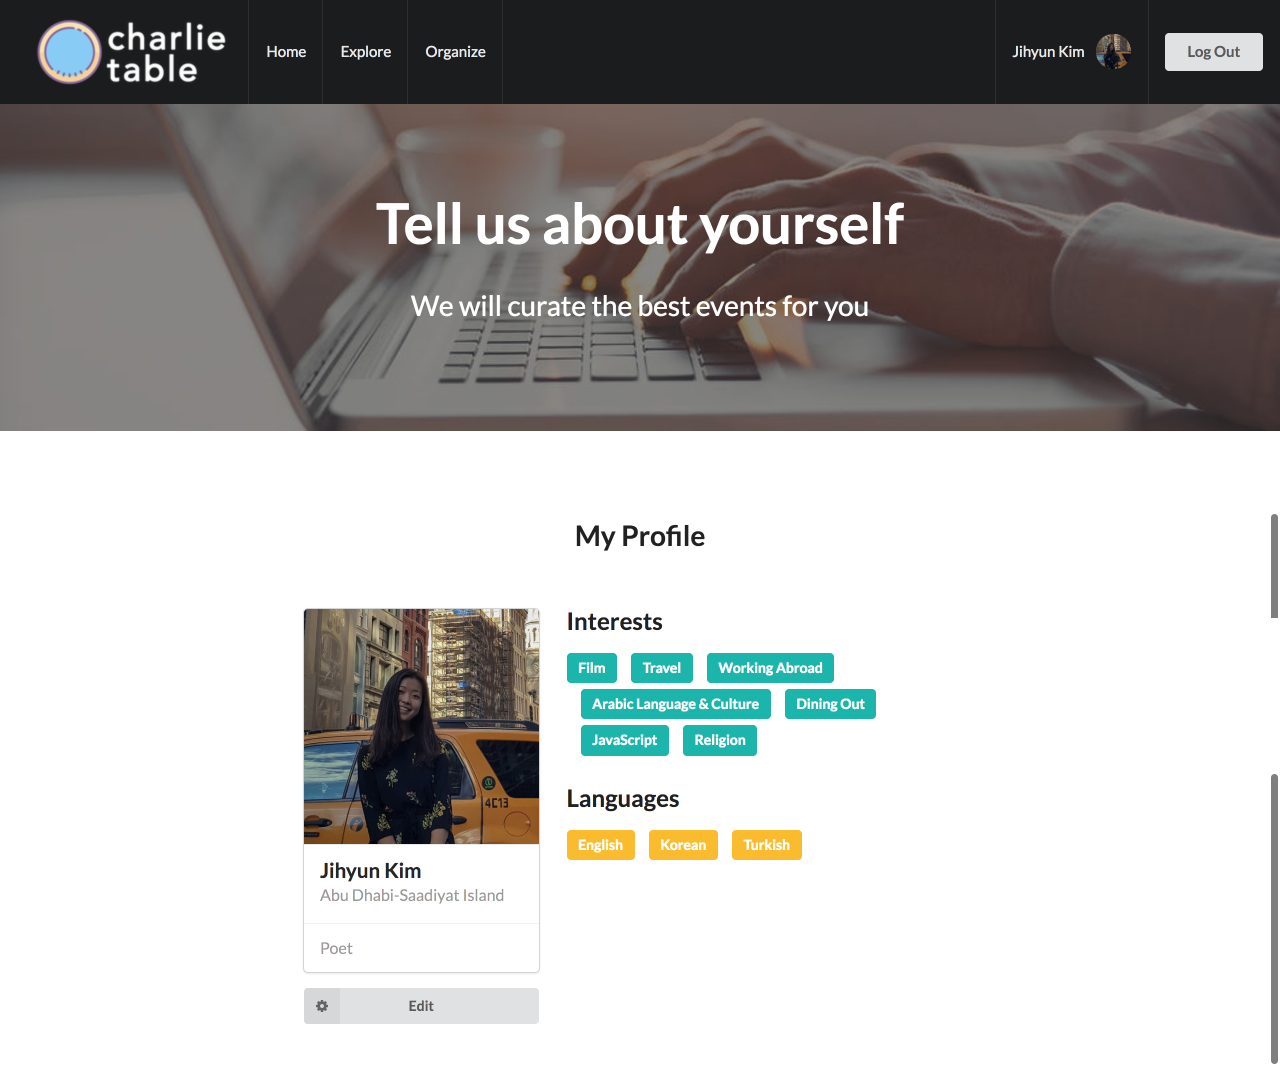 charlie
table
Home Explore Organize Jihyun Kim Log Out
Tell us about yourself
We will curate the best events for you
My Profile
Interests
Film Travel Working Abroad
Arabic Language & Culture Dining Out
JavaScript Religion
Languages
English Korean Turkish
4C13
Jihyun Kim
Abu Dhabi-Saadiyat Island
Poet
Edit